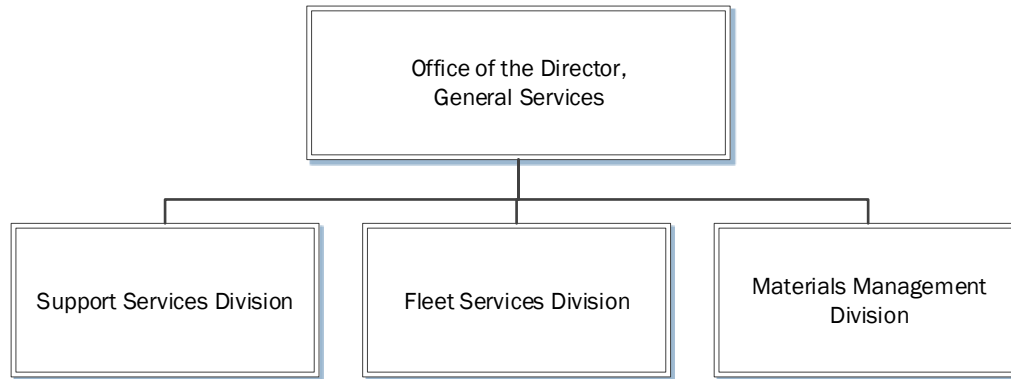 Office of the Director,
General Services
Support Services Division
Fleet Services Division
Materials Management
Division